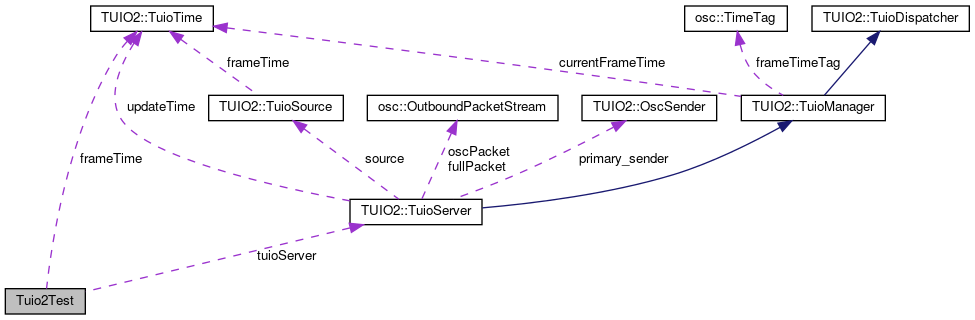 TUIO2::TuioTime
osc::TimeTag
TUIO2::TuioDispatcher
frameTime
currentFrameTime
frameTimeTag
updateTime
TUIO2::TuioSource
osc::OutboundPacketStream
TUIO2::OscSender
TUIO2::TuioManager
frameTime
source
oscPacket
fullPacket
primary_sender
TUIO2::TuioServer
tuioServer
Tuio2Test